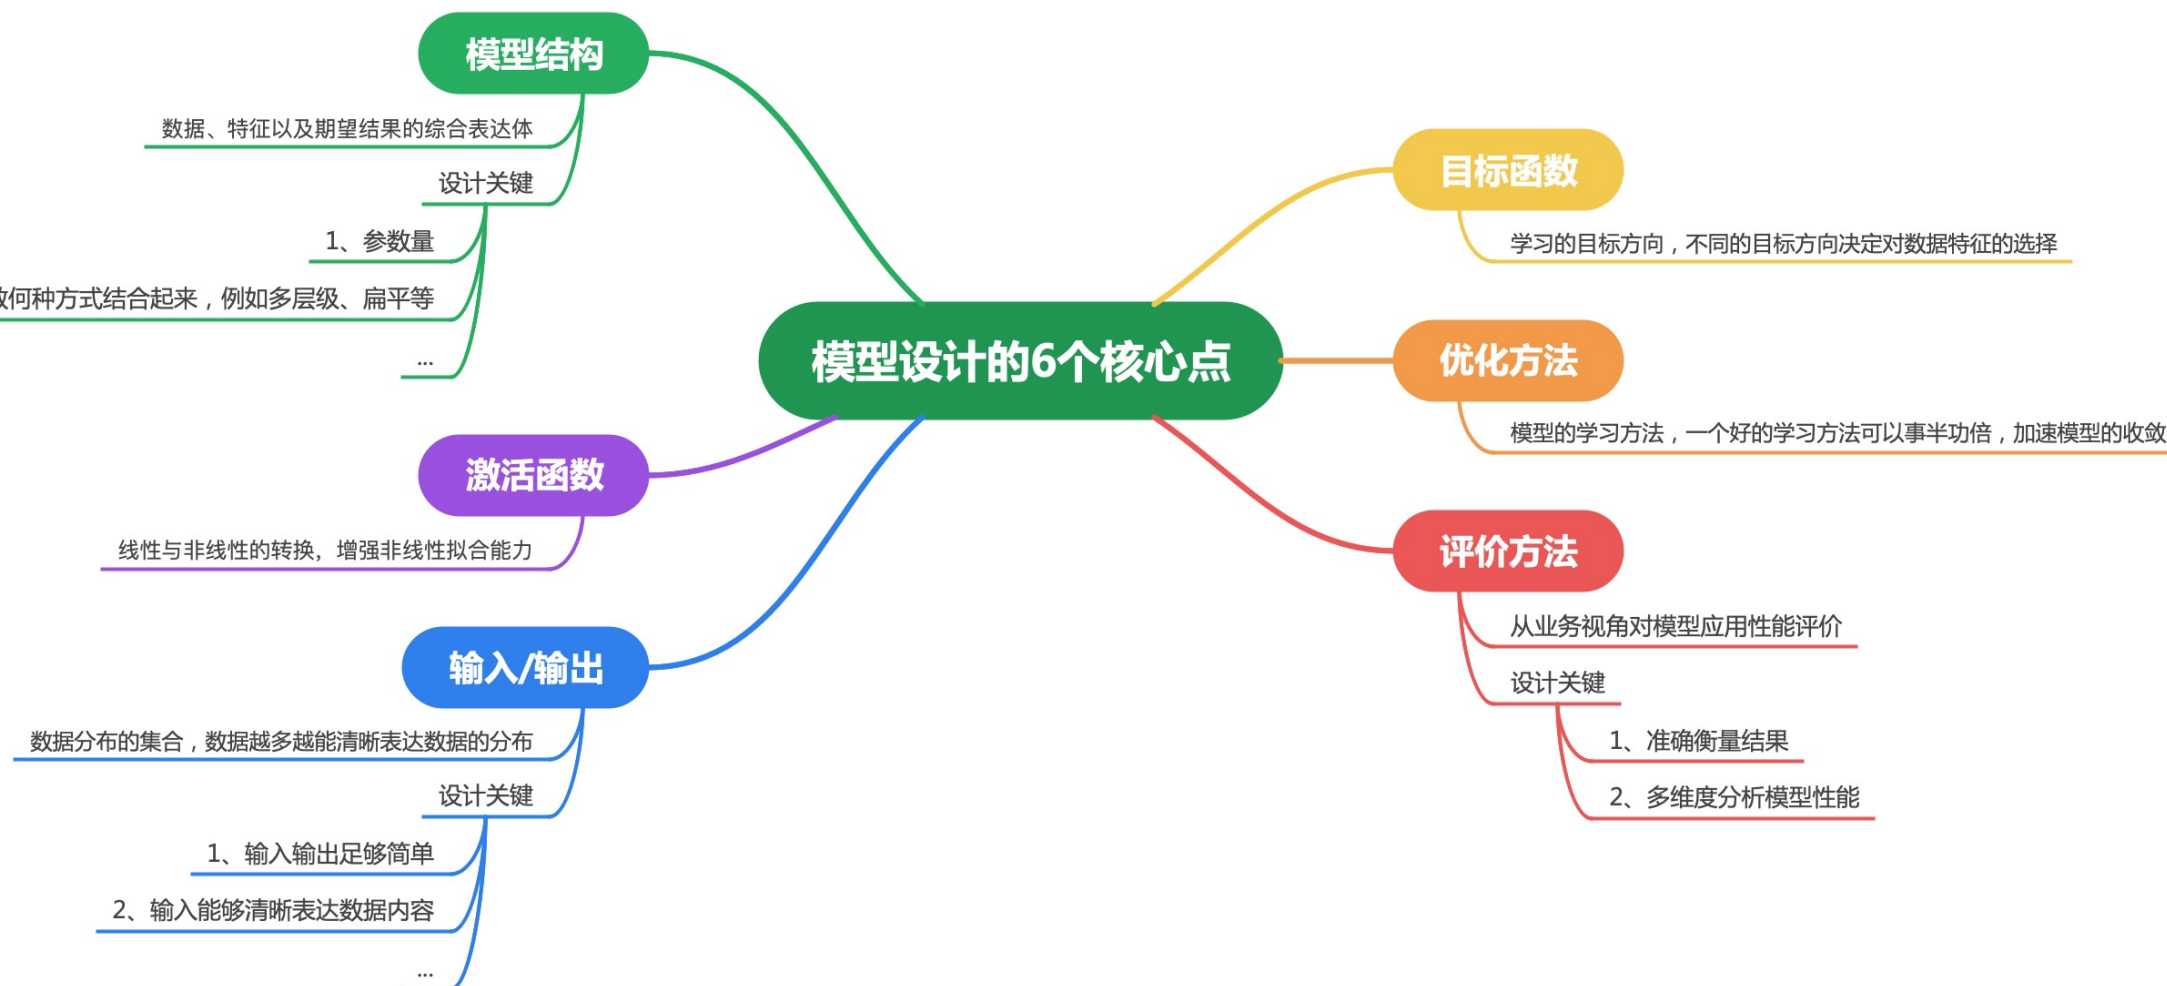 模型结构
数据、特征以及期望结果的综合表达体
设计关键
1、参数量
何种方式结合起来，例如多层级、扁平等
...
激活函数
线性与非线性的转换，增强非线性拟合能力
输入/输出
数据分布的集合，数据越多越能清晰表达数据的分布
设计关键
1、输入输出足够简单
2、输入能够清晰表达数据内容
...
模型设计的6个核心点
目标函数
学习的目标方向，不同的目标方向决定对数据特征的选择
优化方法
模型的学习方法，一个好的学习方法可以事半功倍，加速模型的收敛
评价方法
从业务视角对模型应用性能评价
设计关键
1、准确衡量结果
2、多维度分析模型性能